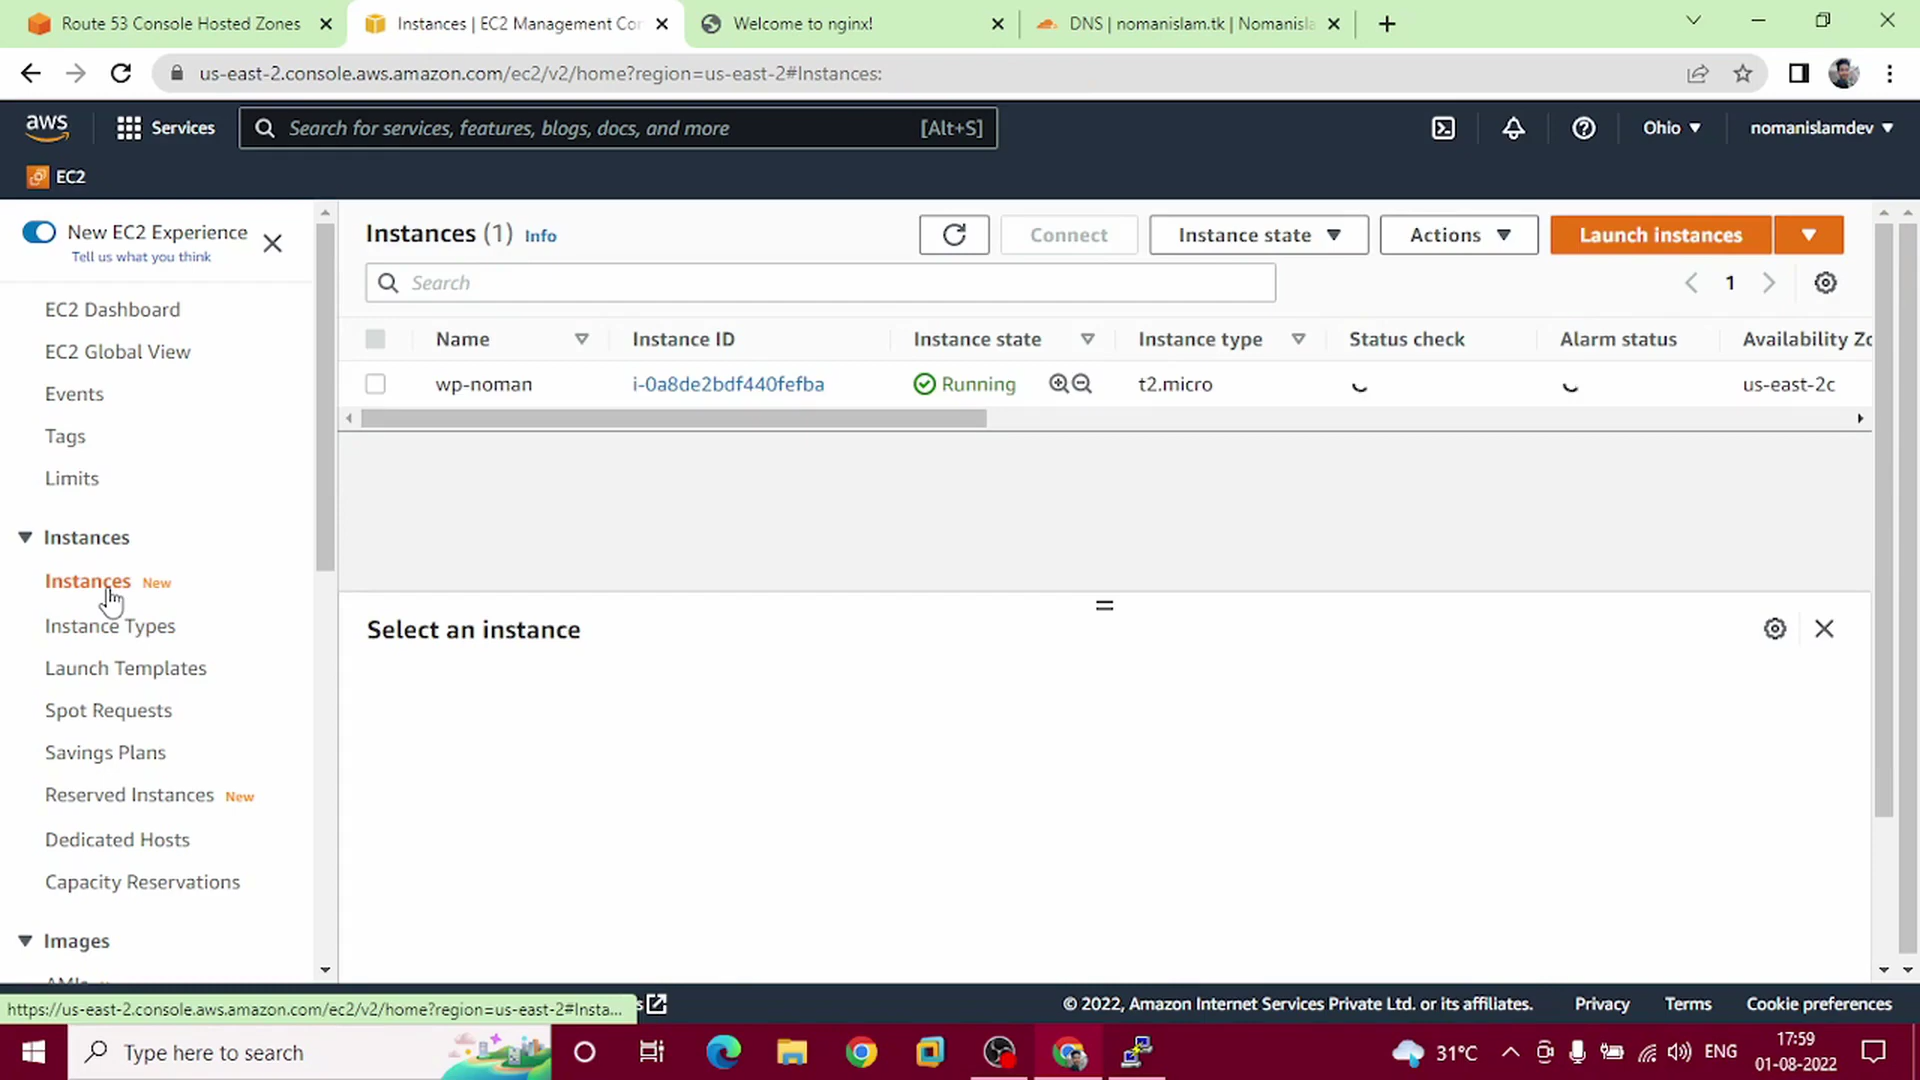 Route 53 Console Hosted Zones
Instances | EC2 Management Con
Welcome to nginx!
DNS | nomanislam.tk | Nomanisla
us-east-2.console.aws.amazon.com/ec2/v2/home?region=us-east-2#Instances:
aws
Services
Search for services, features, blogs, docs, and more
[Alt+S]
Ohio
nomanislamdev
EC2
New EC2 Experience
Tell us what you think
EC2 Dashboard
EC2 Global View
Events
Tags
Limits
Instances
Instances New
Instance Types
Launch Templates
Spot Requests
Savings Plans
Reserved Instances New
Dedicated Hosts
Capacity Reservations
Images
Instances (1) Info
Connect
Instance state
Actions
Launch instances
Search
1
Name Instance ID Instance state Instance type Status check Alarm status Availability Zo
wp-noman i-0a8de2bdf440fefba Running t2.micro us-east-2c
Select an instance
https://us-east-2.console.aws.amazon.com/ec2/v2/home?region=us-east-2#Insta...
© 2022, Amazon Internet Services Private Ltd. or its affiliates. Privacy Terms Cookie preferences
Type here to search
31°C
ENG
17:59
01-08-2022